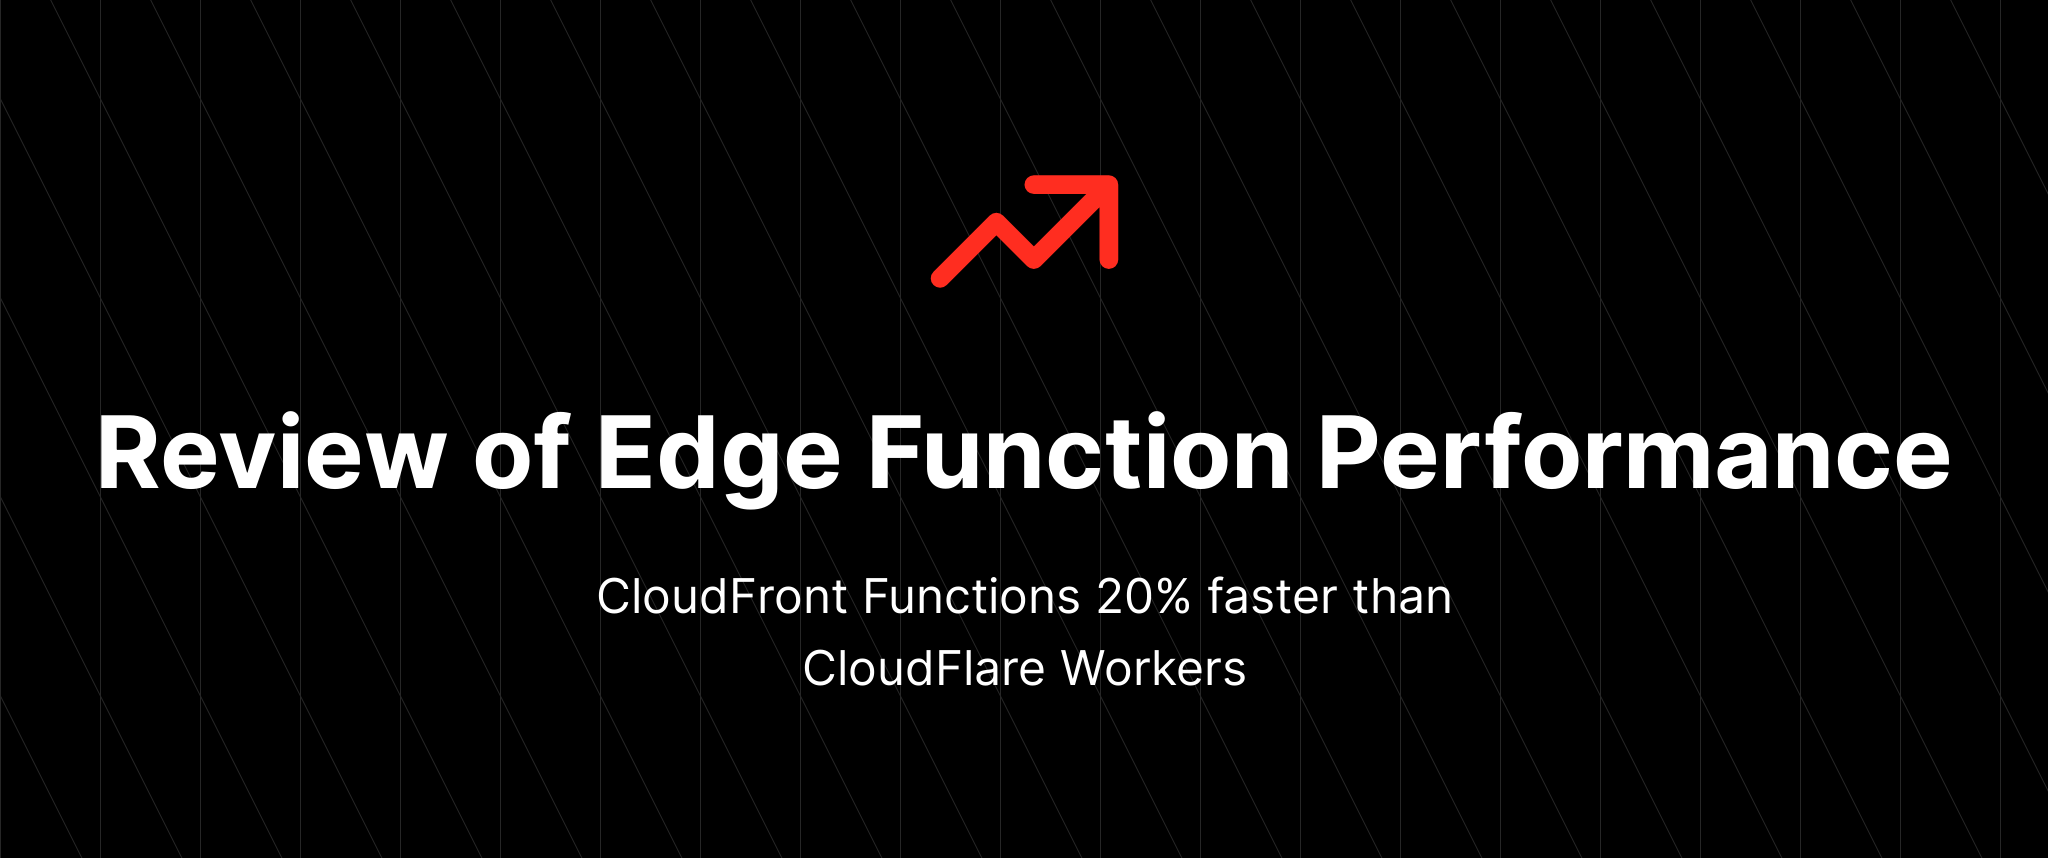 Review of Edge Function Performance
CloudFront Functions 20% faster than
CloudFlare Workers